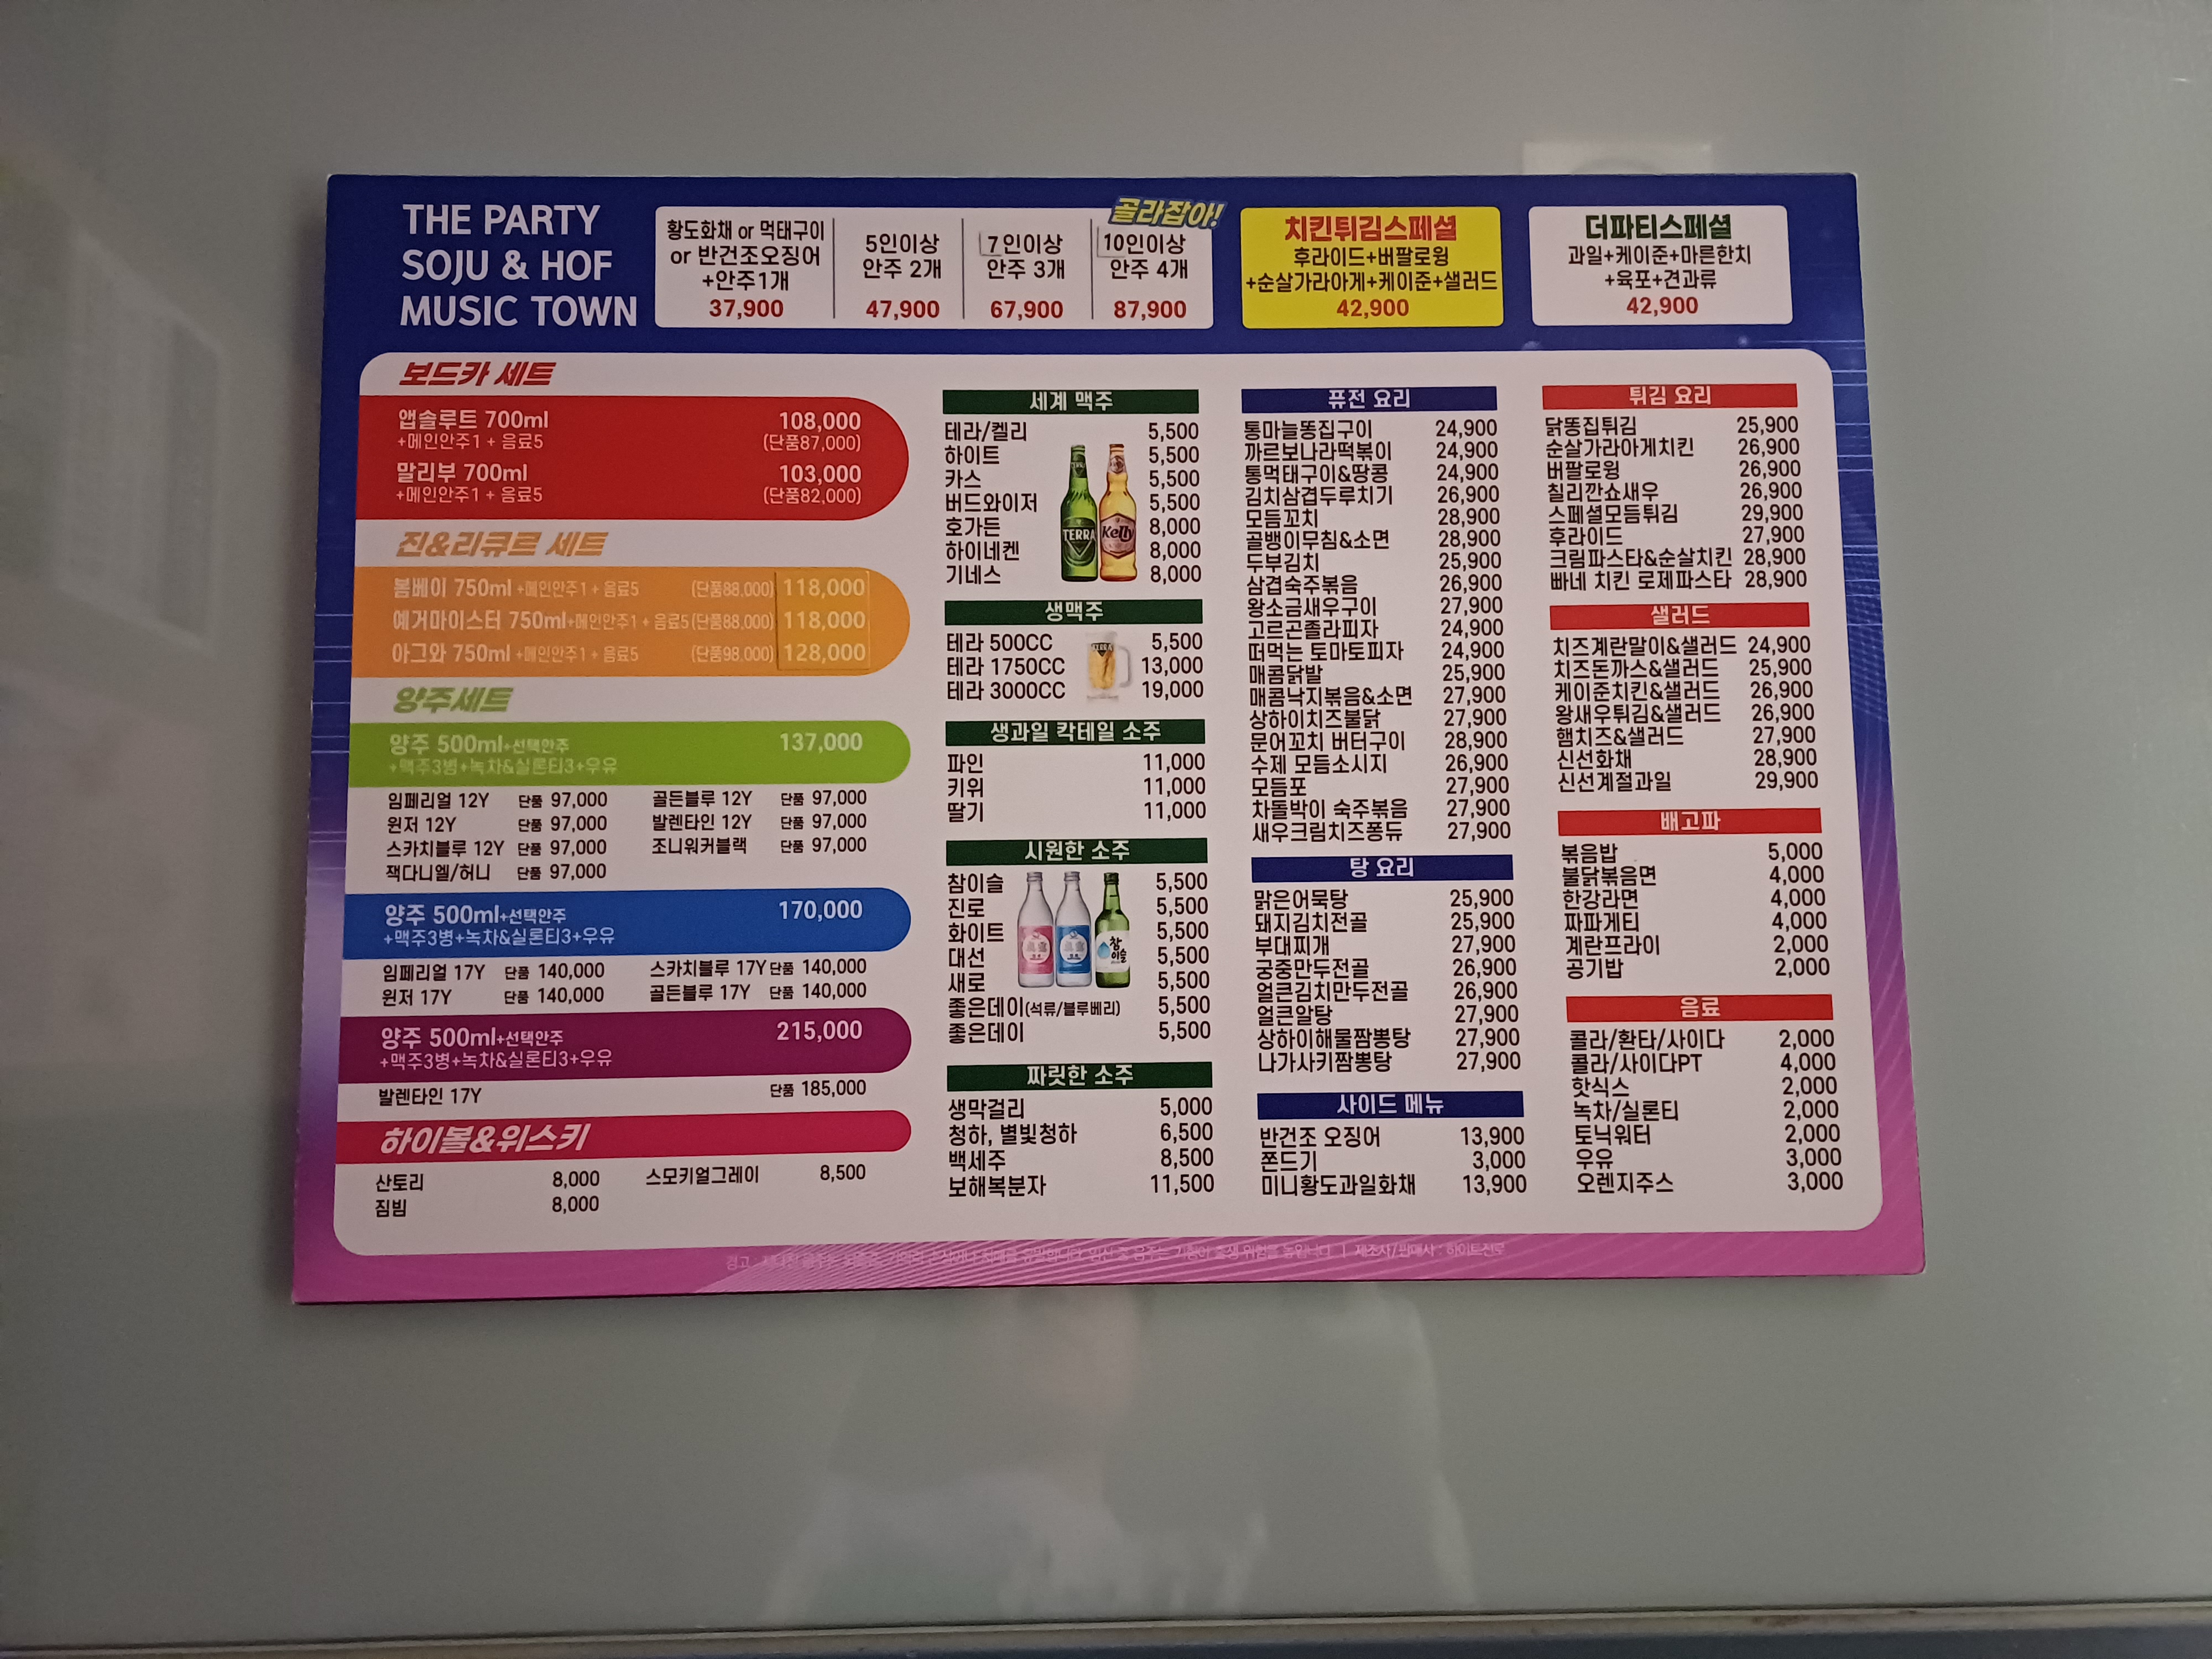 THE PARTY
SOJU & HOF
MUSIC TOWN
황도화채 or 먹태구이
or 반건조오징어
+안주1개
37,900
5인이상
안주 2개
47,900
7인이상
안주 3개
67,900
10인이상
안주 4개
87,900
골라잡아!
치킨튀김스페셜
후라이드+버팔로윙
+순살가라아게+케이준+샐러드
42,900
더파티스페셜
과일+케이준+마른한치
+육포+견과류
42,900
보드카 세트
앱솔루트 700ml 108,000
+메인안주1 + 음료5 (단품87,000)
말리부 700ml 103,000
+메인안주1 + 음료5 (단품82,000)
진&리큐르 세트
봄베이 750ml +메인안주1 + 음료5 (단품88,000) 118,000
예거마이스터 750ml+메인안주1 + 음료5 (단품88,000) 118,000
아그와 750ml +메인안주1 + 음료5 (단품98,000) 128,000
양주세트
양주 500ml+선택안주 137,000
+맥주3병+녹차&실론티3+우유
임페리얼 12Y 단품 97,000 골든블루 12Y 단품 97,000
윈저 12Y 단품 97,000 발렌타인 12Y 단품 97,000
스카치블루 12Y 단품 97,000 조니워커블랙 단품 97,000
잭다니엘/허니 단품 97,000
양주 500ml+선택안주 170,000
+맥주3병+녹차&실론티3+우유
임페리얼 17Y 단품 140,000 스카치블루 17Y 단품 140,000
윈저 17Y 단품 140,000 골든블루 17Y 단품 140,000
양주 500ml+선택안주 215,000
+맥주3병+녹차&실론티3+우유
발렌타인 17Y 단품 185,000
하이볼&위스키
산토리 8,000 스모키얼그레이 8,500
짐빔 8,000
세계 맥주
테라/켈리 5,500
하이트 5,500
카스 5,500
버드와이저 5,500
호가든 8,000
하이네켄 8,000
기네스 8,000
TERRA
Kelly
생맥주
테라 500CC 5,500
테라 1750CC 13,000
테라 3000CC 19,000
TERRA
생과일 칵테일 소주
파인 11,000
키위 11,000
딸기 11,000
시원한 소주
참이슬 5,500
진로 5,500
화이트 5,500
대선 5,500
새로 5,500
좋은데이(석류/블루베리) 5,500
좋은데이 5,500
참이슬
짜릿한 소주
생막걸리 5,000
청하, 별빛청하 6,500
백세주 8,500
보해복분자 11,500
퓨전 요리
통마늘똥집구이 24,900
까르보나라떡볶이 24,900
통먹태구이&땅콩 24,900
김치삼겹두루치기 26,900
모듬꼬치 28,900
골뱅이무침&소면 28,900
두부김치 25,900
삼겹숙주볶음 26,900
왕소금새우구이 27,900
고르곤졸라피자 24,900
떠먹는 토마토피자 24,900
매콤닭발 25,900
매콤낙지볶음&소면 27,900
상하이치즈불닭 27,900
문어꼬치 버터구이 28,900
수제 모듬소시지 26,900
모듬포 27,900
차돌박이 숙주볶음 27,900
새우크림치즈퐁듀 27,900
탕 요리
맑은어묵탕 25,900
돼지김치전골 25,900
부대찌개 27,900
궁중만두전골 26,900
얼큰김치만두전골 26,900
얼큰알탕 27,900
상하이해물짬뽕탕 27,900
나가사키짬뽕탕 27,900
사이드 메뉴
반건조 오징어 13,900
쫀드기 3,000
미니황도과일화채 13,900
튀김 요리
닭똥집튀김 25,900
순살가라아게치킨 26,900
버팔로윙 26,900
칠리깐쇼새우 26,900
스페셜모듬튀김 29,900
후라이드 27,900
크림파스타&순살치킨 28,900
빠네 치킨 로제파스타 28,900
샐러드
치즈계란말이&샐러드 24,900
치즈돈까스&샐러드 25,900
케이준치킨&샐러드 26,900
왕새우튀김&샐러드 26,900
햄치즈&샐러드 27,900
신선화채 28,900
신선계절과일 29,900
배고파
볶음밥 5,000
불닭볶음면 4,000
한강라면 4,000
짜파게티 4,000
계란프라이 2,000
공기밥 2,000
음료
콜라/환타/사이다 2,000
콜라/사이다PT 4,000
핫식스 2,000
녹차/실론티 2,000
토닉워터 2,000
우유 3,000
오렌지주스 3,000
경고 : 출생 위험을 높입니다 | 제조사/판매사 : 하이트진로